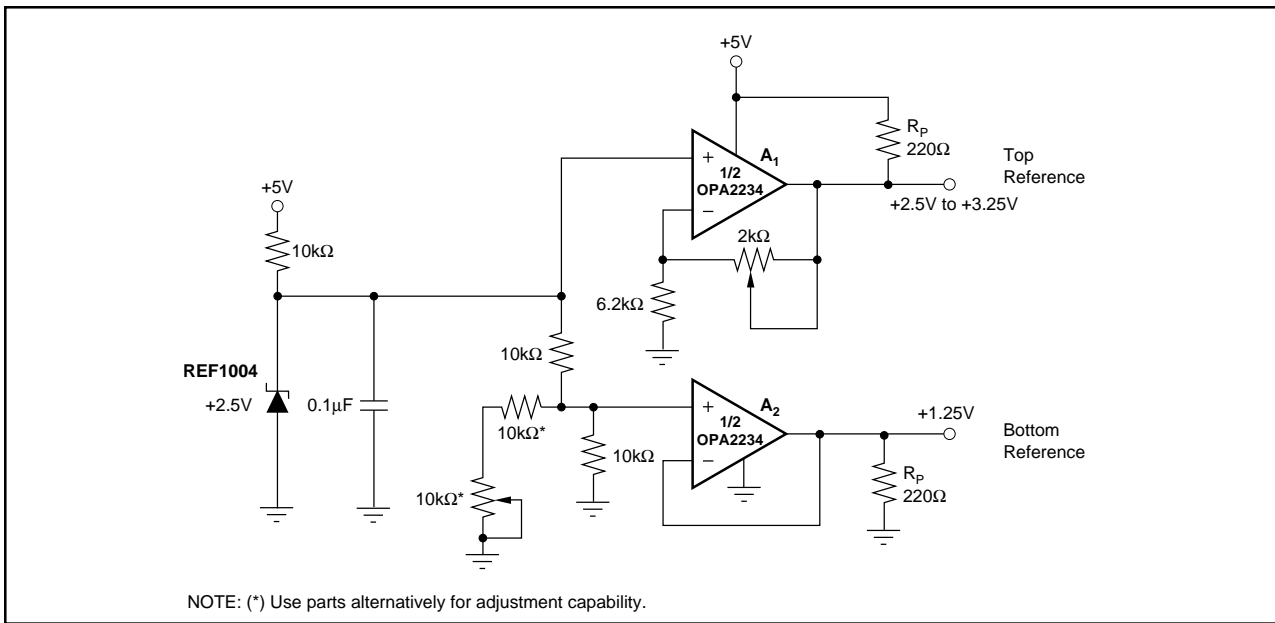 +5V
R_P
220Ω
A_1
+
1/2
OPA2234
−
Top
Reference
+2.5V to +3.25V
+5V
10kΩ
2kΩ
6.2kΩ
10kΩ
REF1004
+2.5V
0.1μF
10kΩ*
10kΩ
10kΩ*
A_2
+
1/2
OPA2234
−
+1.25V
Bottom
Reference
R_P
220Ω
NOTE: (*) Use parts alternatively for adjustment capability.